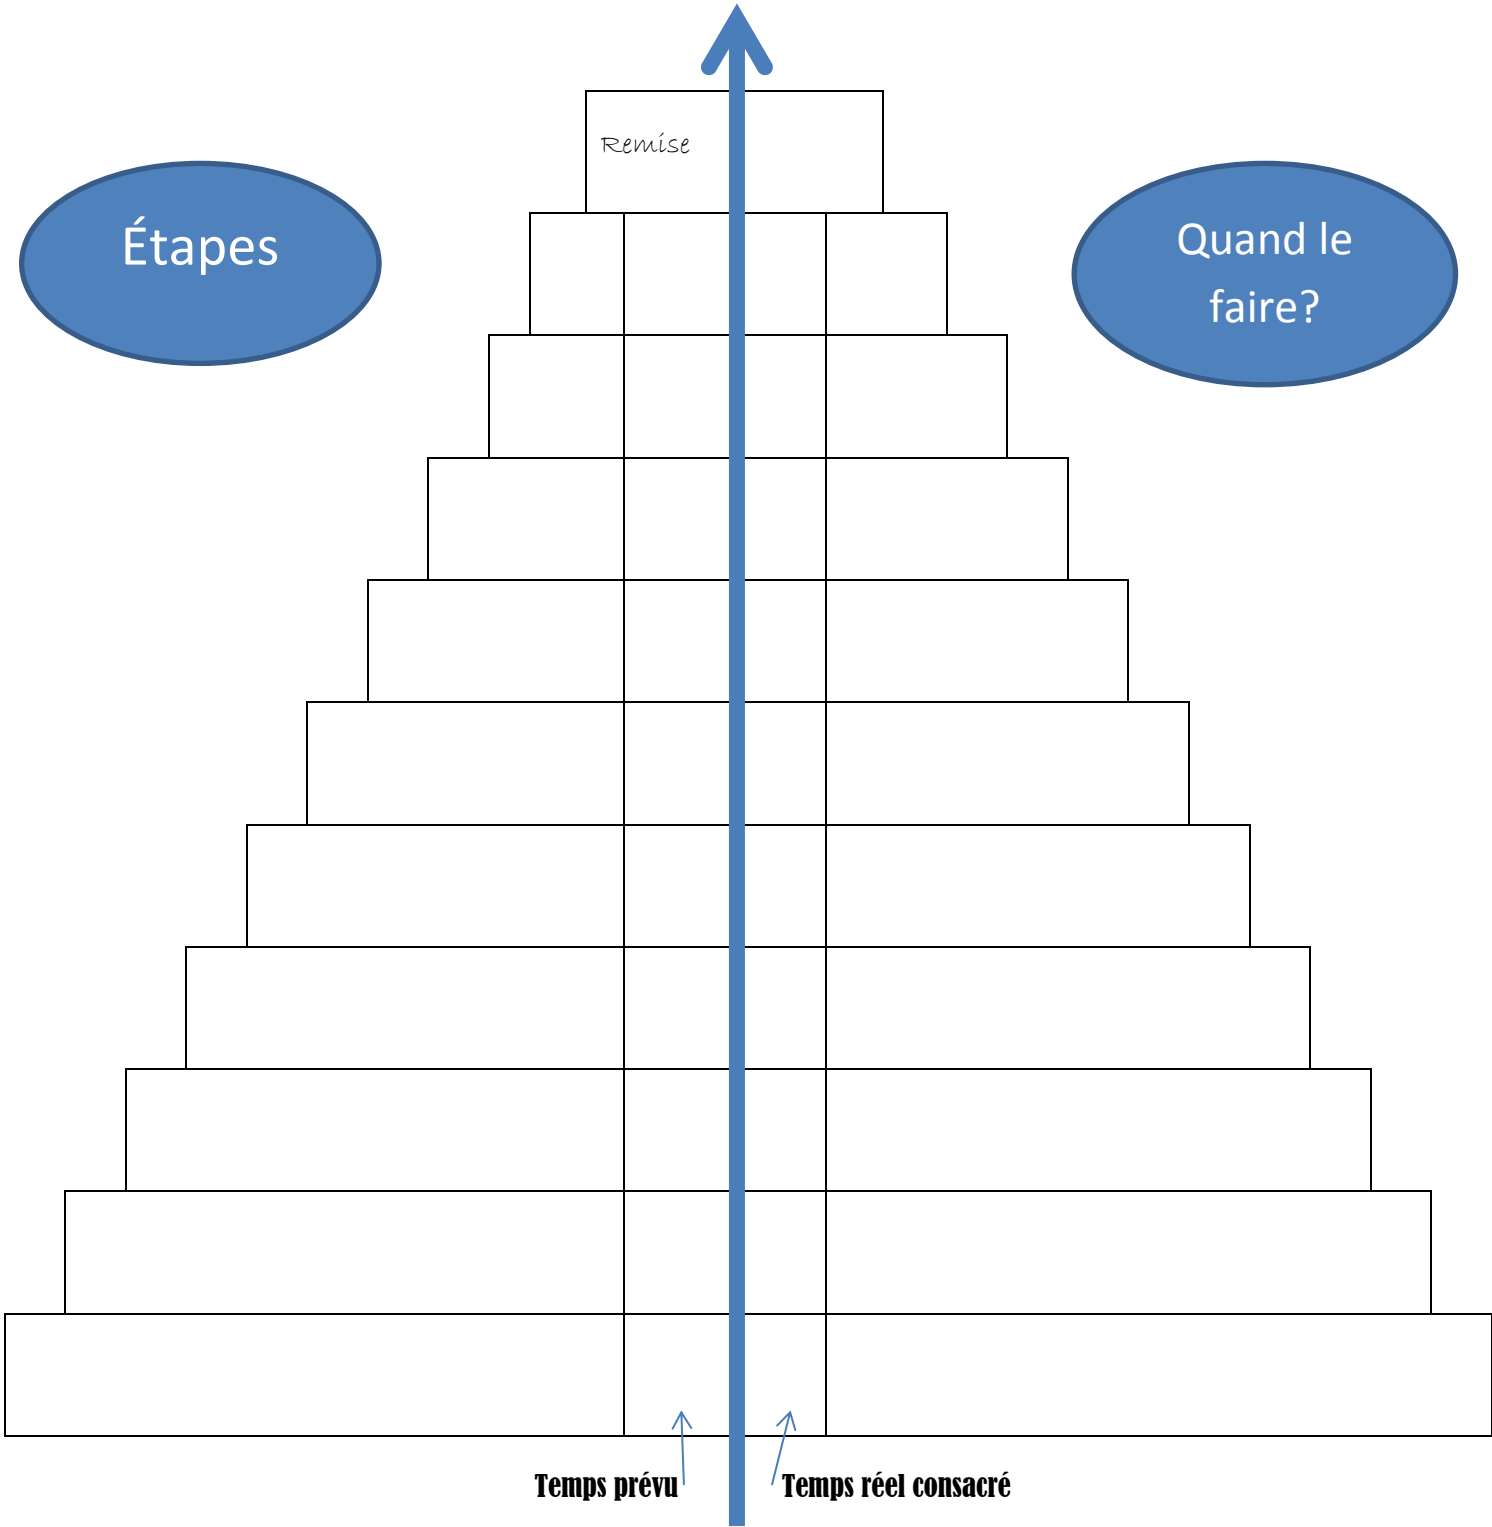 Remise
Étapes
Quand le
faire?
Temps prévu
Temps réel consacré